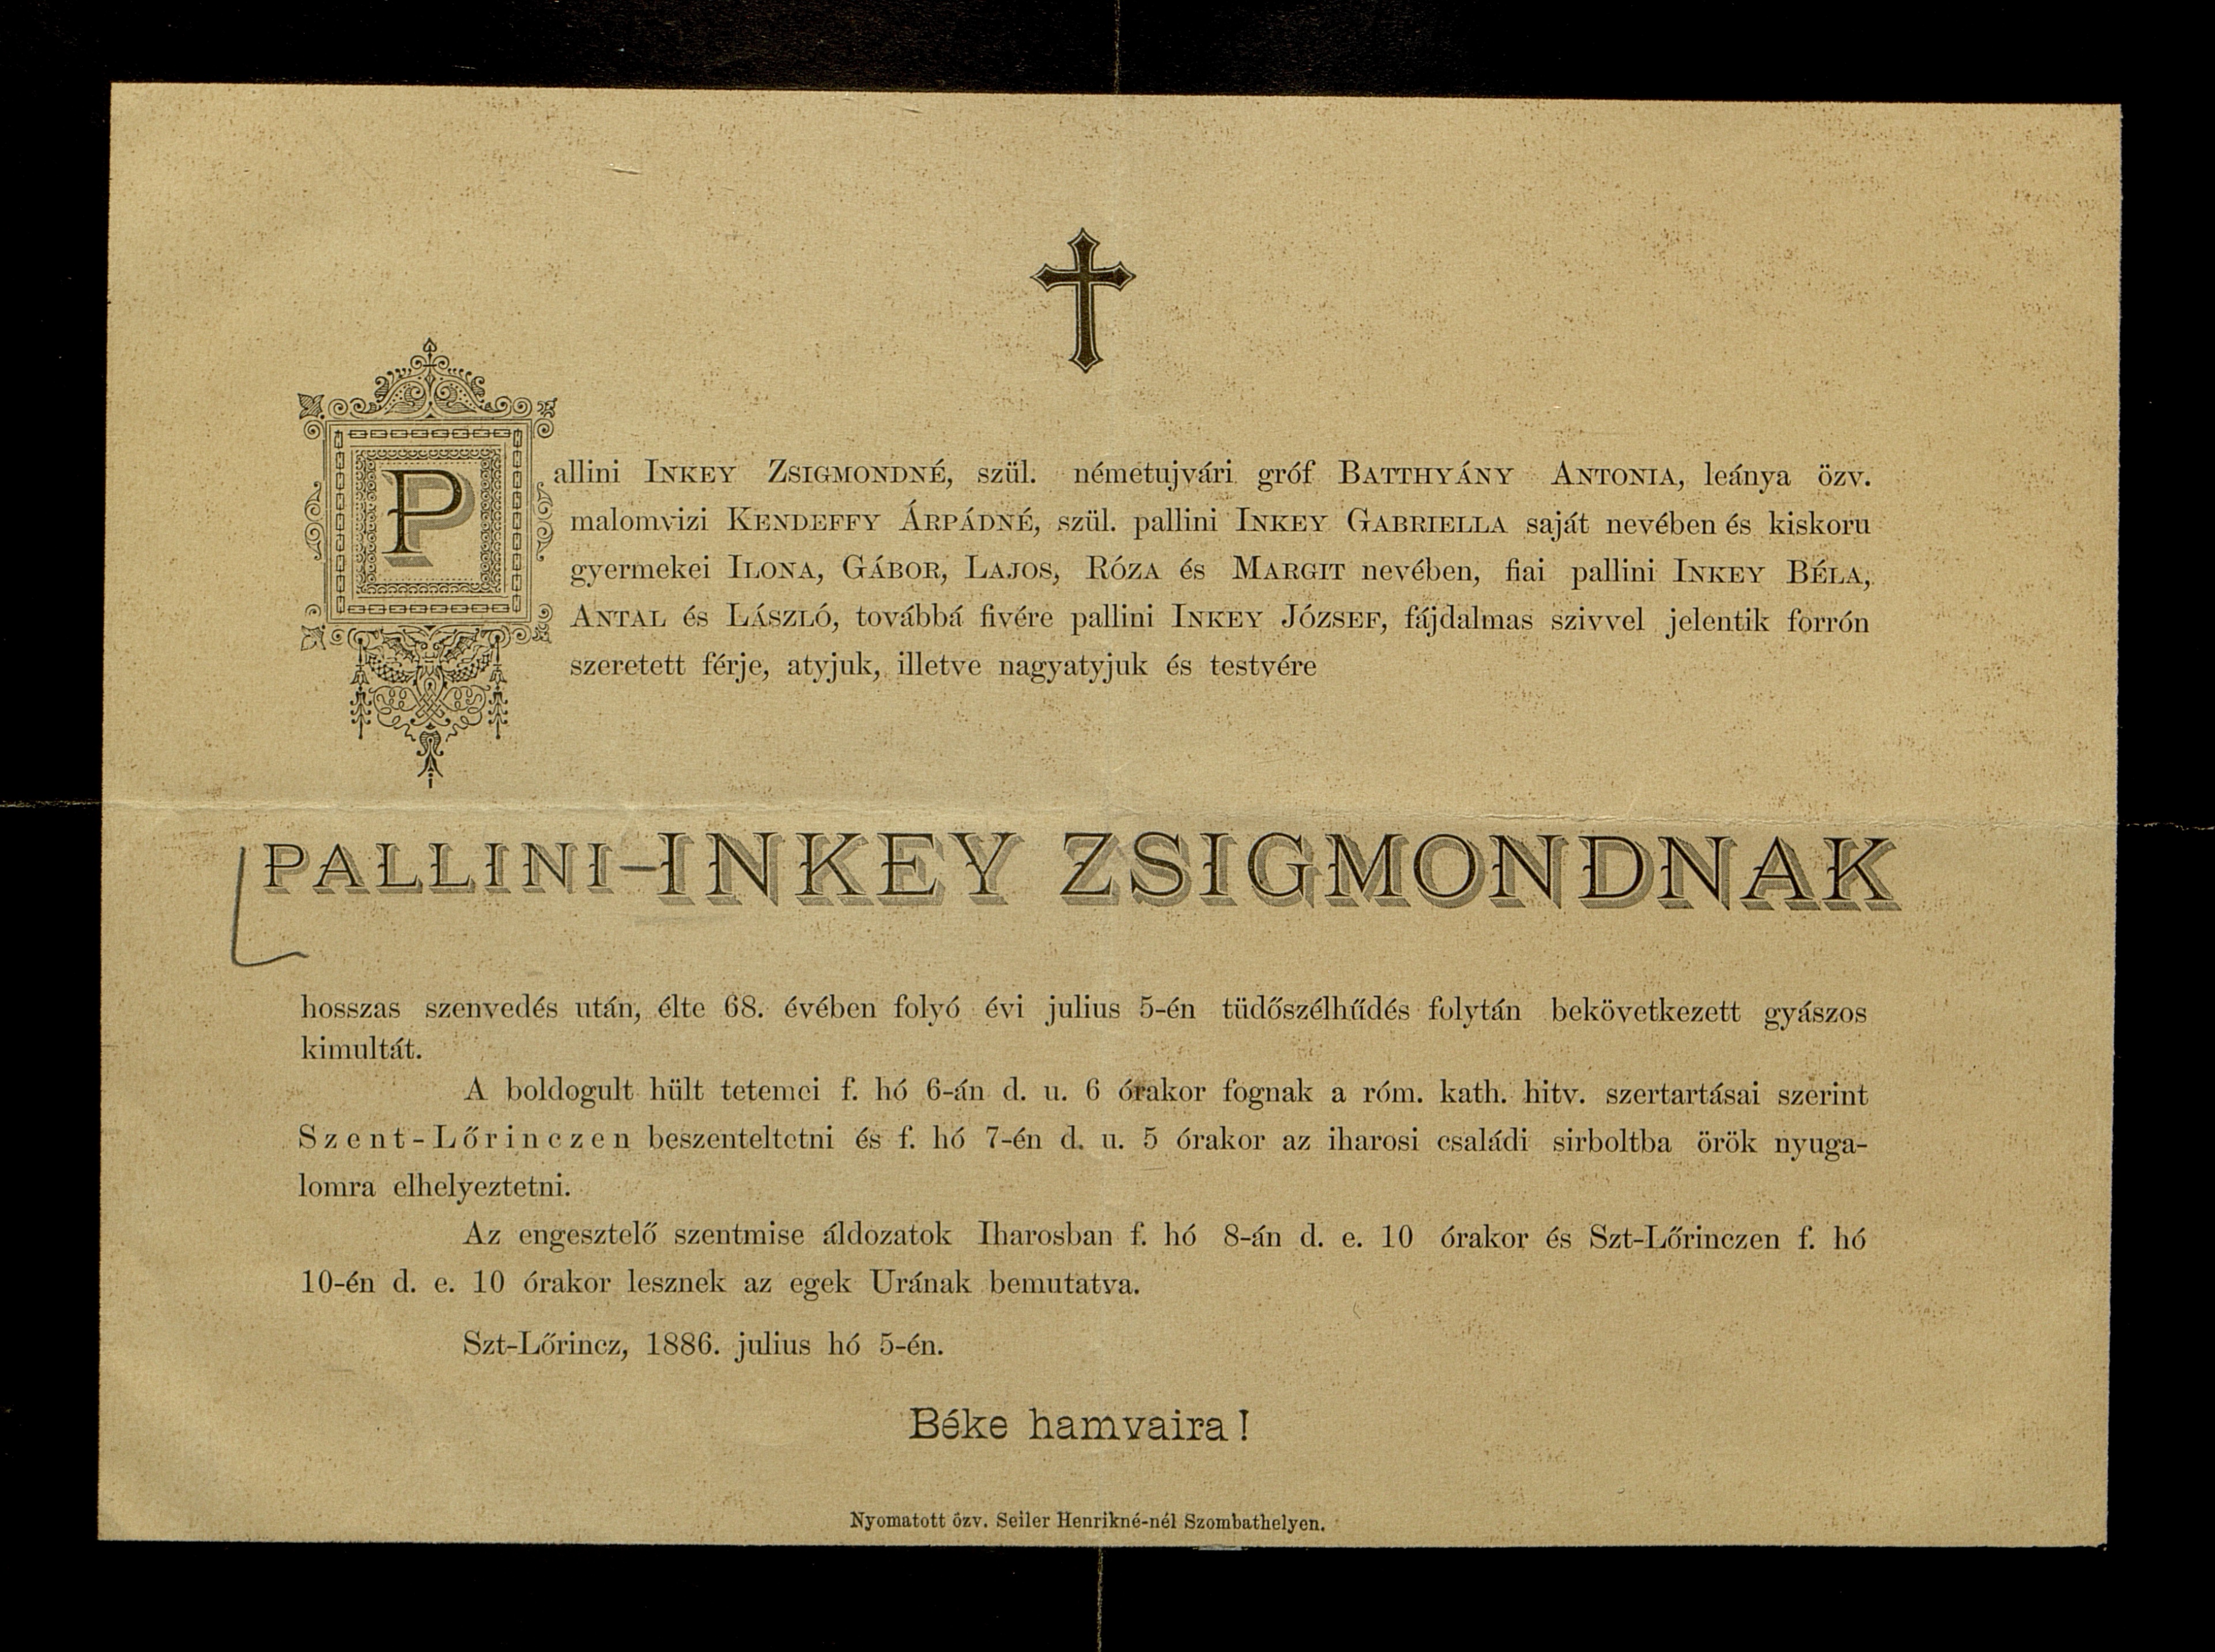 Pallini Inkey Zsigmondné, szül. németujvári gróf Batthyány Antonia, leánya özv.
malomvizi Kendeffy Árpádné, szül. pallini Inkey Gabriella saját nevében és kiskoru
gyermekei Ilona, Gábor, Lajos, Róza és Margit nevében, fiai pallini Inkey Béla,
Antal és László, továbbá fivére pallini Inkey József, fájdalmas szivvel jelentik forrón
szeretett férje, atyjuk, illetve nagyatyjuk és testvére
PALLINI-INKEY ZSIGMONDNAK
hosszas szenvedés után, élte 68. évében folyó évi julius 5-én tüdőszélhűdés folytán bekövetkezett gyászos
kimultát.
A boldogult hült tetemei f. hó 6-án d. u. 6 órakor fognak a róm. kath. hitv. szertartásai szerint
Szent-Lőrinczen beszenteltetni és f. hó 7-én d. u. 5 órakor az iharosi családi sirboltba örök nyuga-
lomra elhelyeztetni.
Az engesztelő szentmise áldozatok Iharosban f. hó 8-án d. e. 10 órakor és Szt-Lőrinczen f. hó
10-én d. e. 10 órakor lesznek az egek Urának bemutatva.
Szt-Lőrincz, 1886. julius hó 5-én.
Béke hamvaira!
Nyomatott özv. Seiler Henrikné-nél Szombathelyen.